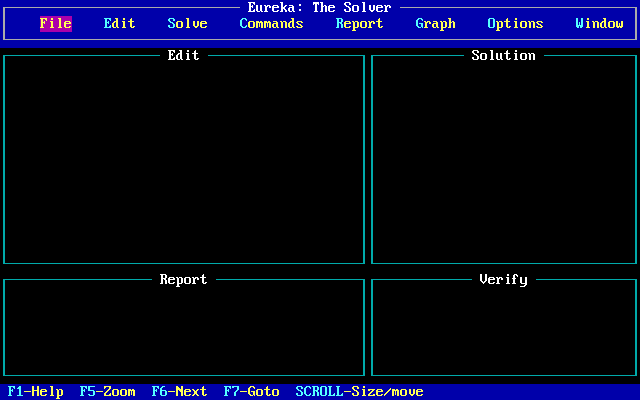 Eureka: The Solver
File Edit Solve Commands Report Graph Options Window
Edit Solution
Report Verify
F1-Help F5-Zoom F6-Next F7-Goto SCROLL-Size/move